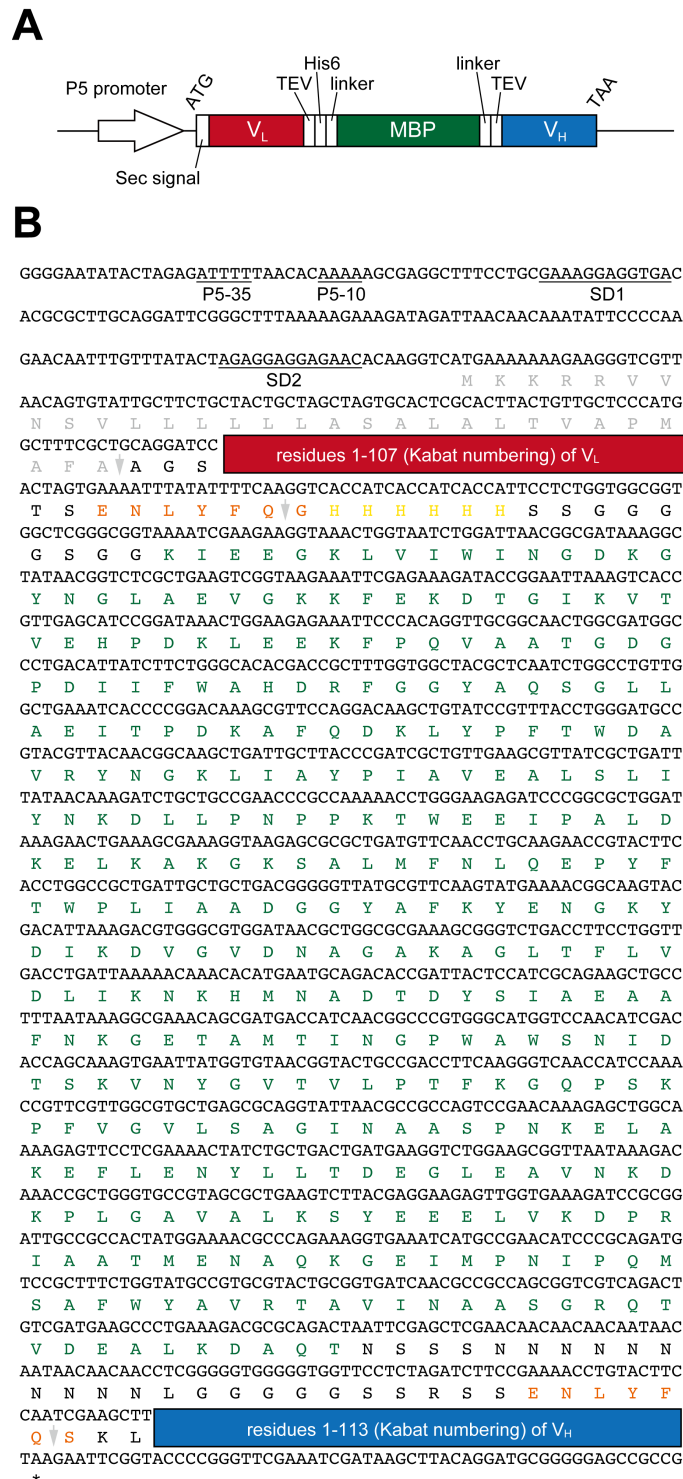 A
P5 promoter
ATG
TEV
His6
linker
linker
TEV
TAA
VL
MBP
VH
Sec signal
B
GGGGAATATACTAGAGATTTTTAACACAAAAAGCGAGGCTTTCCTGCGAAAGGAGGTGAC
P5-35 P5-10 SD1
ACGCGCTTGCAGGATTCGGGCTTTAAAAAGAAAGATAGATTAACAACAAATATTCCCCAA
GAACAATTTGTTTATACTAGAGGAGGAGAACACAAGGTCATGAAAAAAAGAAGGGTCGTT
SD2
M K K R R V V
AACAGTGTATTGCTTCTGCTACTGCTAGCTAGTGCACTCGCACTTACTGTTGCTCCCATG
N S V L L L L L L A S A L A L T V A P M
GCTTTCGCTGCAGGATCC
residues 1-107 (Kabat numbering) of VL
A F A A G S
ACTAGTGAAAATTTATATTTTCAAGGTCACCATCACCATCACCATTCCTCTGGTGGCGGT
T S E N L Y F Q G H H H H H H S S G G G
GGCTCGGGCGGTAAAATCGAAGAAGGTAAACTGGTAATCTGGATTAACGGCGATAAAGGC
G S G G K I E E G K L V I W I N G D K G
TATAACGGTCTCGCTGAAGTCGGTAAGAAATTCGAGAAAGATACCGGAATTAAAGTCACC
Y N G L A E V G K K F E K D T G I K V T
GTTGAGCATCCGGATAAACTGGAAGAGAAATTCCCACAGGTTGCGGCAACTGGCGATGGC
V E H P D K L E E K F P Q V A A T G D G
CCTGACATTATCTTCTGGGCACACGACCGCTTTGGTGGCTACGCTCAATCTGGCCTGTTG
P D I I F W A H D R F G G Y A Q S G L L
GCTGAAATCACCCCGGACAAAGCGTTCCAGGACAAGCTGTATCCGTTTACCTGGGATGCC
A E I T P D K A F Q D K L Y P F T W D A
GTACGTTACAACGGCAAGCTGATTGCTTACCCGATCGCTGTTGAAGCGTTATCGCTGATT
V R Y N G K L I A Y P I A V E A L S L I
TATAACAAAGATCTGCTGCCGAACCCGCCAAAAACCTGGGAAGAGATCCCGGCGCTGGAT
Y N K D L L P N P P K T W E E I P A L D
AAAGAACTGAAAGCGAAAGGTAAGAGCGCGCTGATGTTCAACCTGCAAGAACCGTACTTC
K E L K A K G K S A L M F N L Q E P Y F
ACCTGGCCGCTGATTGCTGCTGACGGGGGTTATGCGTTCAAGTATGAAAACGGCAAGTAC
T W P L I A A D G G Y A F K Y E N G K Y
GACATTAAAGACGTGGGCGTGGATAACGCTGGCGCGAAAGCGGGTCTGACCTTCCTGGTT
D I K D V G V D N A G A K A G L T F L V
GACCTGATTAAAAACAAACACATGAATGCAGACACCGATTACTCCATCGCAGAAGCTGCC
D L I K N K H M N A D T D Y S I A E A A
TTTAATAAAGGCGAAACAGCGATGACCATCAACGGCCCGTGGGCATGGTCCAACATCGAC
F N K G E T A M T I N G P W A W S N I D
ACCAGCAAAGTGAATTATGGTGTAACGGTACTGCCGACCTTCAAGGGTCAACCATCCAAA
T S K V N Y G V T V L P T F K G Q P S K
CCGTTCGTTGGCGTGCTGAGCGCAGGTATTAACGCCGCCAGTCCGAACAAAGAGCTGGCA
P F V G V L S A G I N A A S P N K E L A
AAAGAGTTCCTCGAAAACTATCTGCTGACTGATGAAGGTCTGGAAGCGGTTAATAAAGAC
K E F L E N Y L L T D E G L E A V N K D
AAACCGCTGGGTGCCGTAGCGCTGAAGTCTTACGAGGAAGAGTTGGTGAAAGATCCGCGG
K P L G A V A L K S Y E E E L V K D P R
ATTGCCGCCACTATGGAAAACGCCCAGAAAGGTGAAATCATGCCGAACATCCCGCAGATG
I A A T M E N A Q K G E I M P N I P Q M
TCCGCTTTCTGGTATGCCGTGCGTACTGCGGTGATCAACGCCGCCAGCGGTCGTCAGACT
S A F W Y A V R T A V I N A A S G R Q T
GTCGATGAAGCCCTGAAAGACGCGCAGACTAATTCGAGCTCGAACAACAACAACAATAAC
V D E A L K D A Q T N S S S N N N N N N
AATAACAACAACCTCGGGGGTGGGGGTGGTTCCTCTAGATCTTCCGAAAACCTGTACTTC
N N N N L G G G G G S S R S S E N L Y F
CAATCGAAGCTT
residues 1-113 (Kabat numbering) of VH
Q S K L
TAAGAATTCGGTACCCCGGGTTCGAAATCGATAAGCTTACAGGATGCGGGGGAGCCGCCG
*